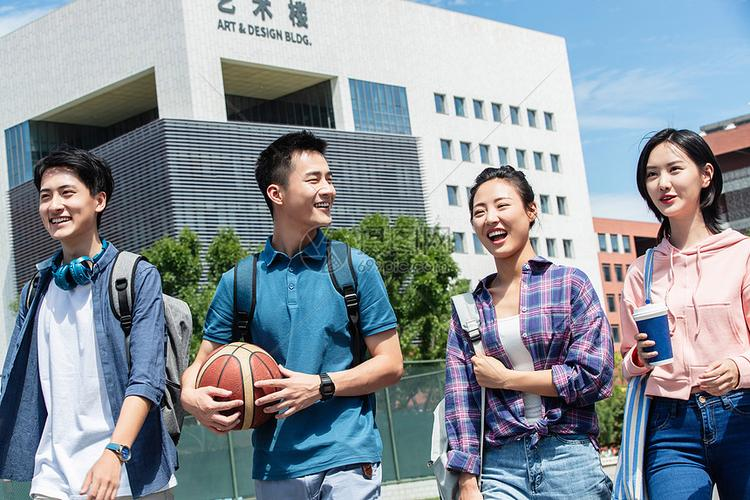 艺术楼
ART & DESIGN BLDG.